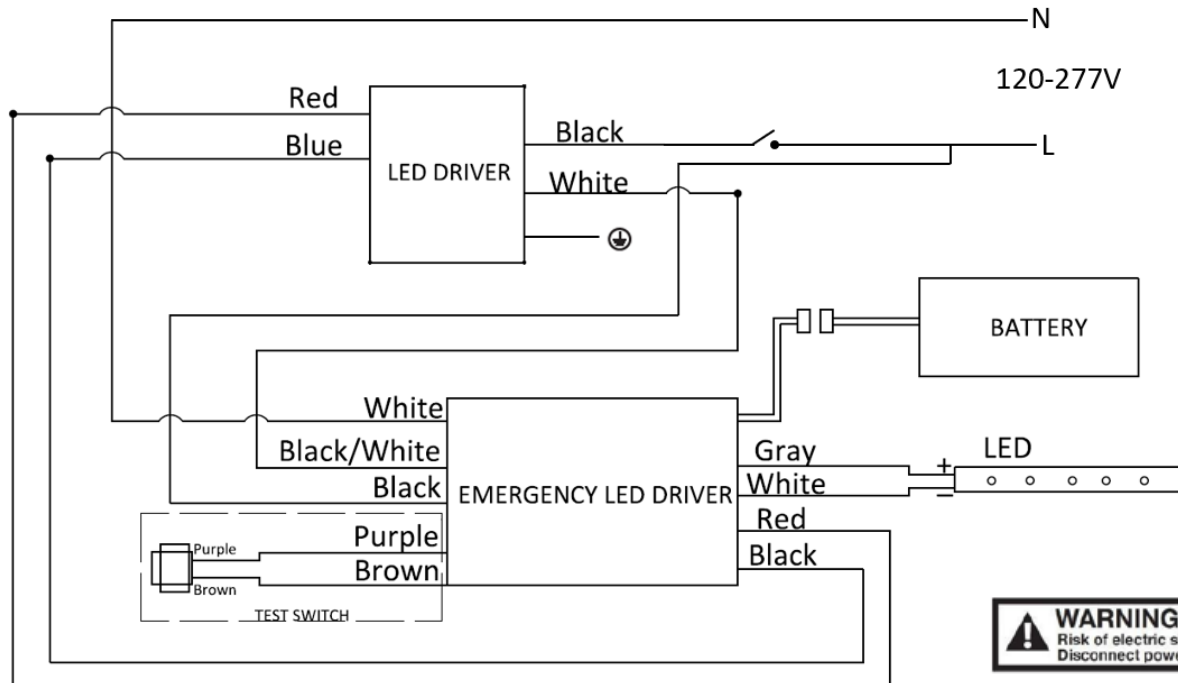 N
120-277V
Red
Blue
LED DRIVER
Black
L
White
BATTERY
White
Black/White
Black
EMERGENCY LED DRIVER
Gray
White
Red
Black
+
LED
–
Purple
Brown
Purple
Brown
TEST SWITCH
WARNING
Risk of electric
Disconnect